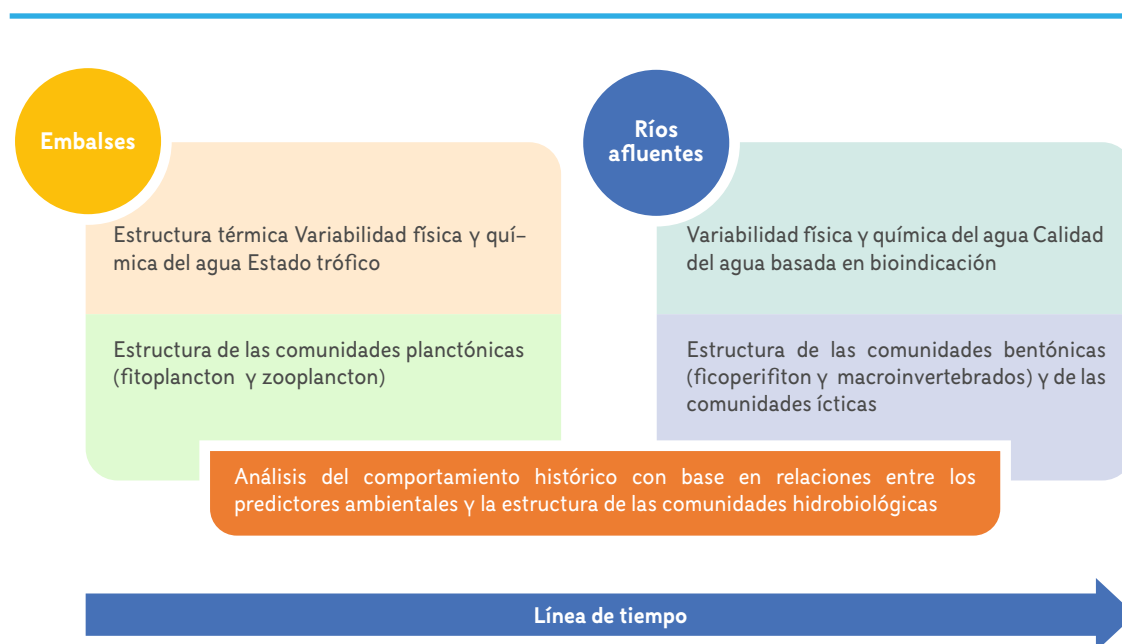 Embalses
Estructura térmica Variabilidad física y quí-
mica del agua Estado trófico
Estructura de las comunidades planctónicas
(fitoplancton y zooplancton)
Ríos
afluentes
Variabilidad física y química del agua Calidad
del agua basada en bioindicación
Estructura de las comunidades bentónicas
(ficoperifiton y macroinvertebrados) y de las
comunidades ícticas
Análisis del comportamiento histórico con base en relaciones entre los
predictores ambientales y la estructura de las comunidades hidrobiológicas
Línea de tiempo